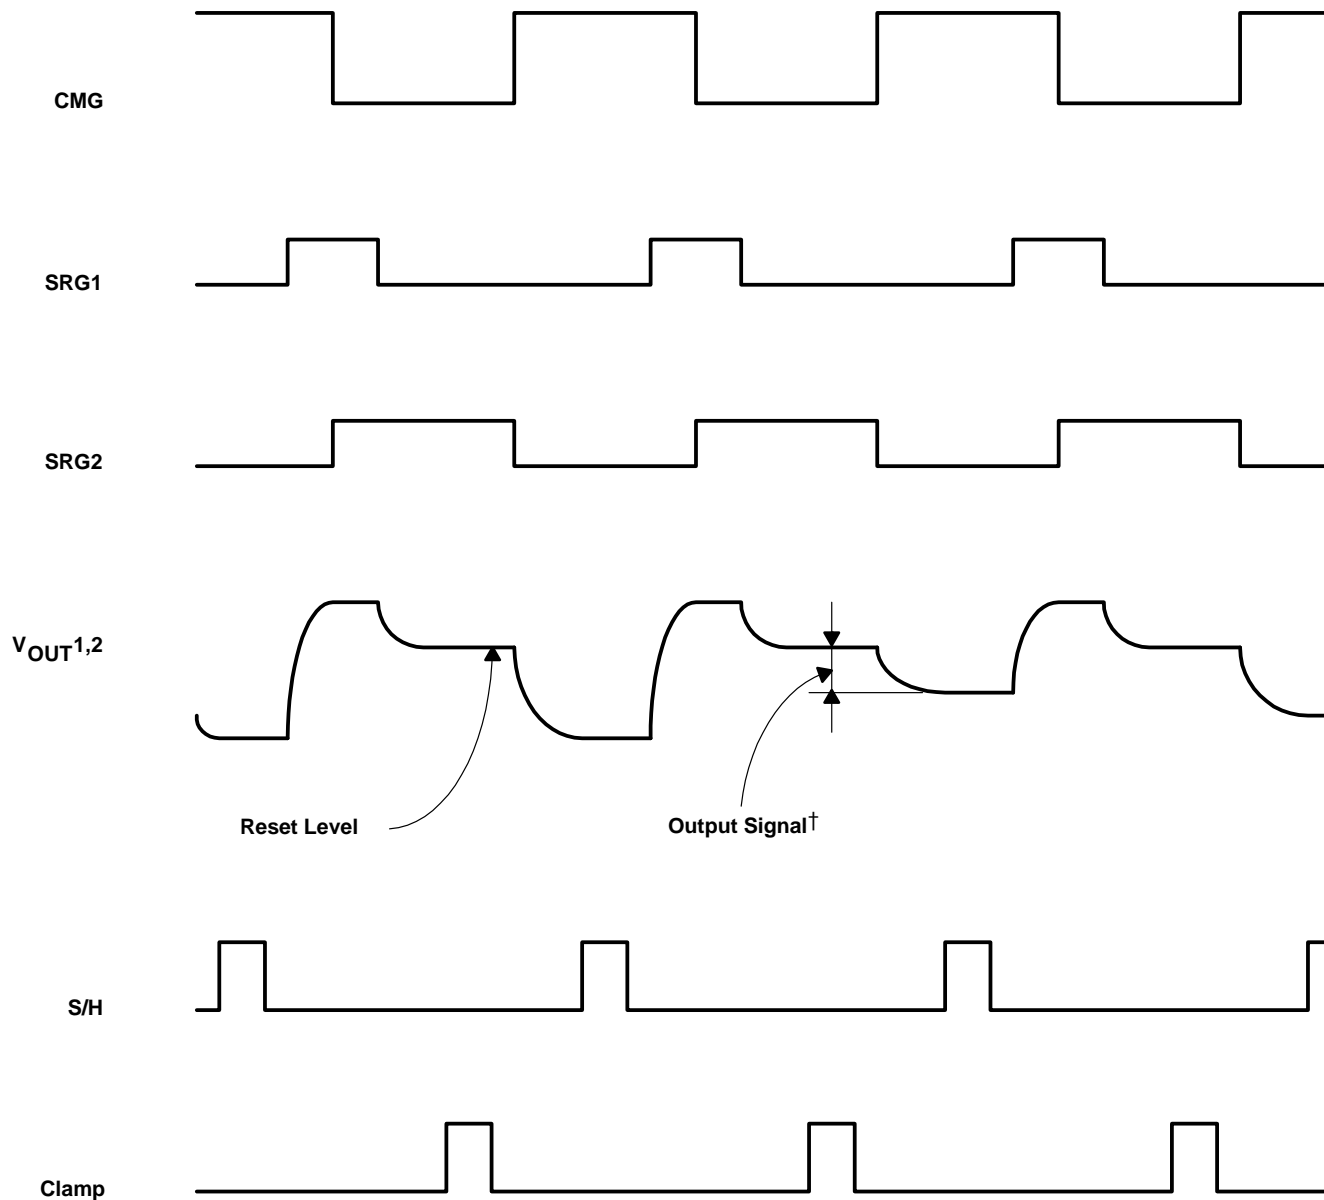 CMG
SRG1
SRG2
VOUT1,2
Reset Level
Output Signal†
S/H
Clamp